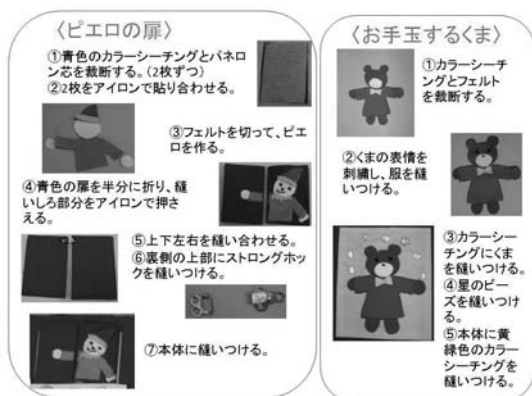 〈ピエロの扉〉
①青色のカラーシーチングとパネロ
ン芯を裁断する。(2枚ずつ)
②2枚をアイロンで貼り合わせる。
③フェルトを切って、ピエ
ロを作る。
④青色の扉を半分に折り、縫
いしろ部分をアイロンで押さ
える。
⑤上下左右を縫い合わせる。
⑥裏側の上部にストロングホッ
クを縫いつける。
⑦本体に縫いつける。
〈お手玉するくま〉
①カラーシーチ
ングとフェルト
を裁断する。
②くまの表情を
刺繍し、服を縫
いつける。
③カラーシー
チングにくま
を縫いつける。
④星のビー
ズを縫いつけ
る。
⑤本体に黄
緑色のカラー
シーチングを
縫いつける。